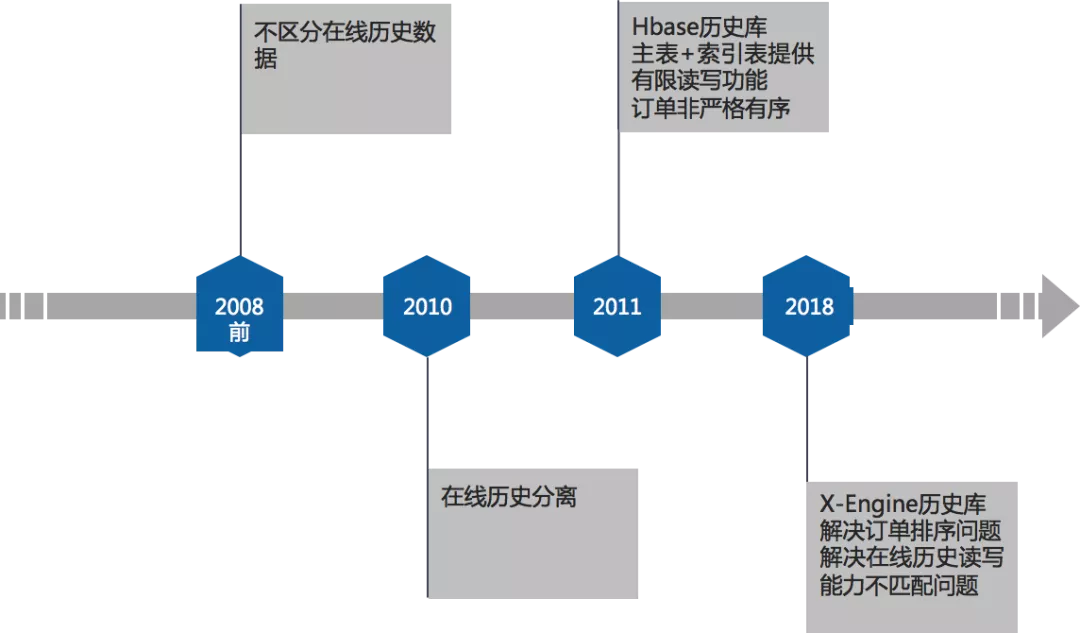 不区分在线历史数
据
Hbase历史库
主表+索引表提供
有限读写功能
订单非严格有序
2008
前
2010
2011
2018
在线历史分离
X-Engine历史库
解决订单排序问题
解决在线历史读写
能力不匹配问题